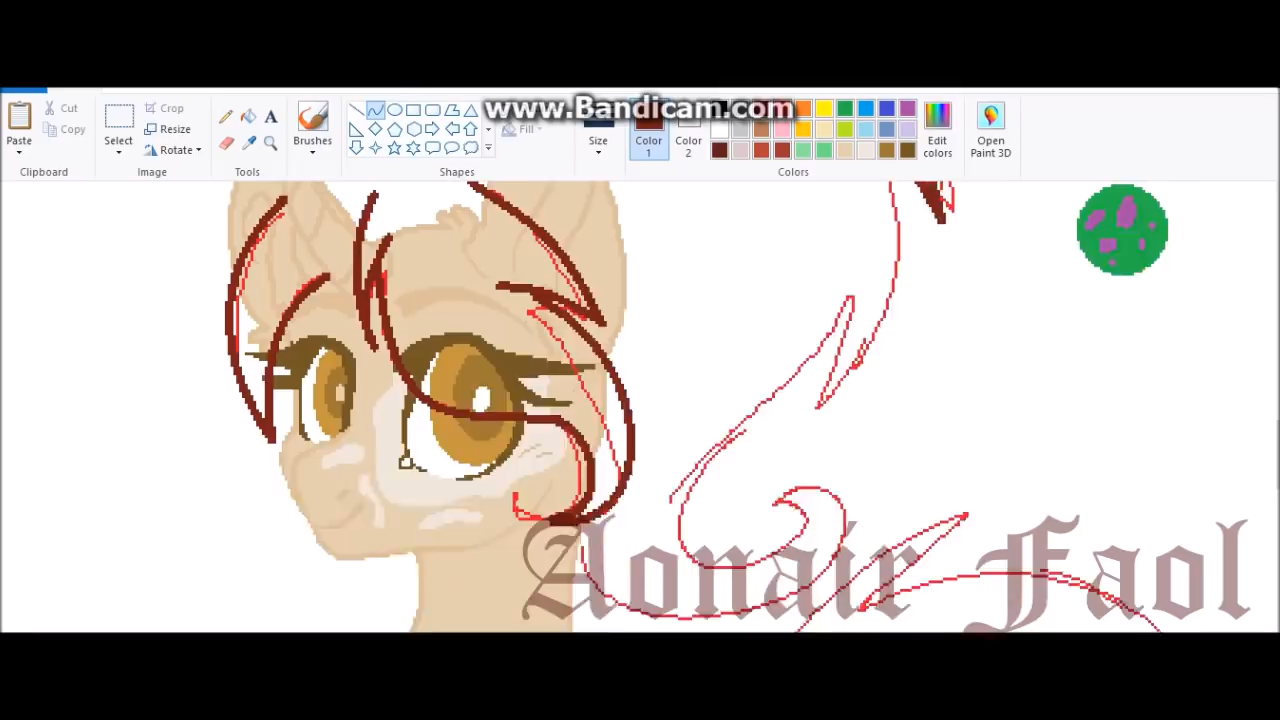 www.Bandicam.com
Cut
Copy
Paste
Crop
Resize
Rotate
Select
Brushes
Fill
Size
Color 1
Color 2
Edit colors
Open Paint 3D
Clipboard
Image
Tools
Shapes
Colors
Aonair Faol